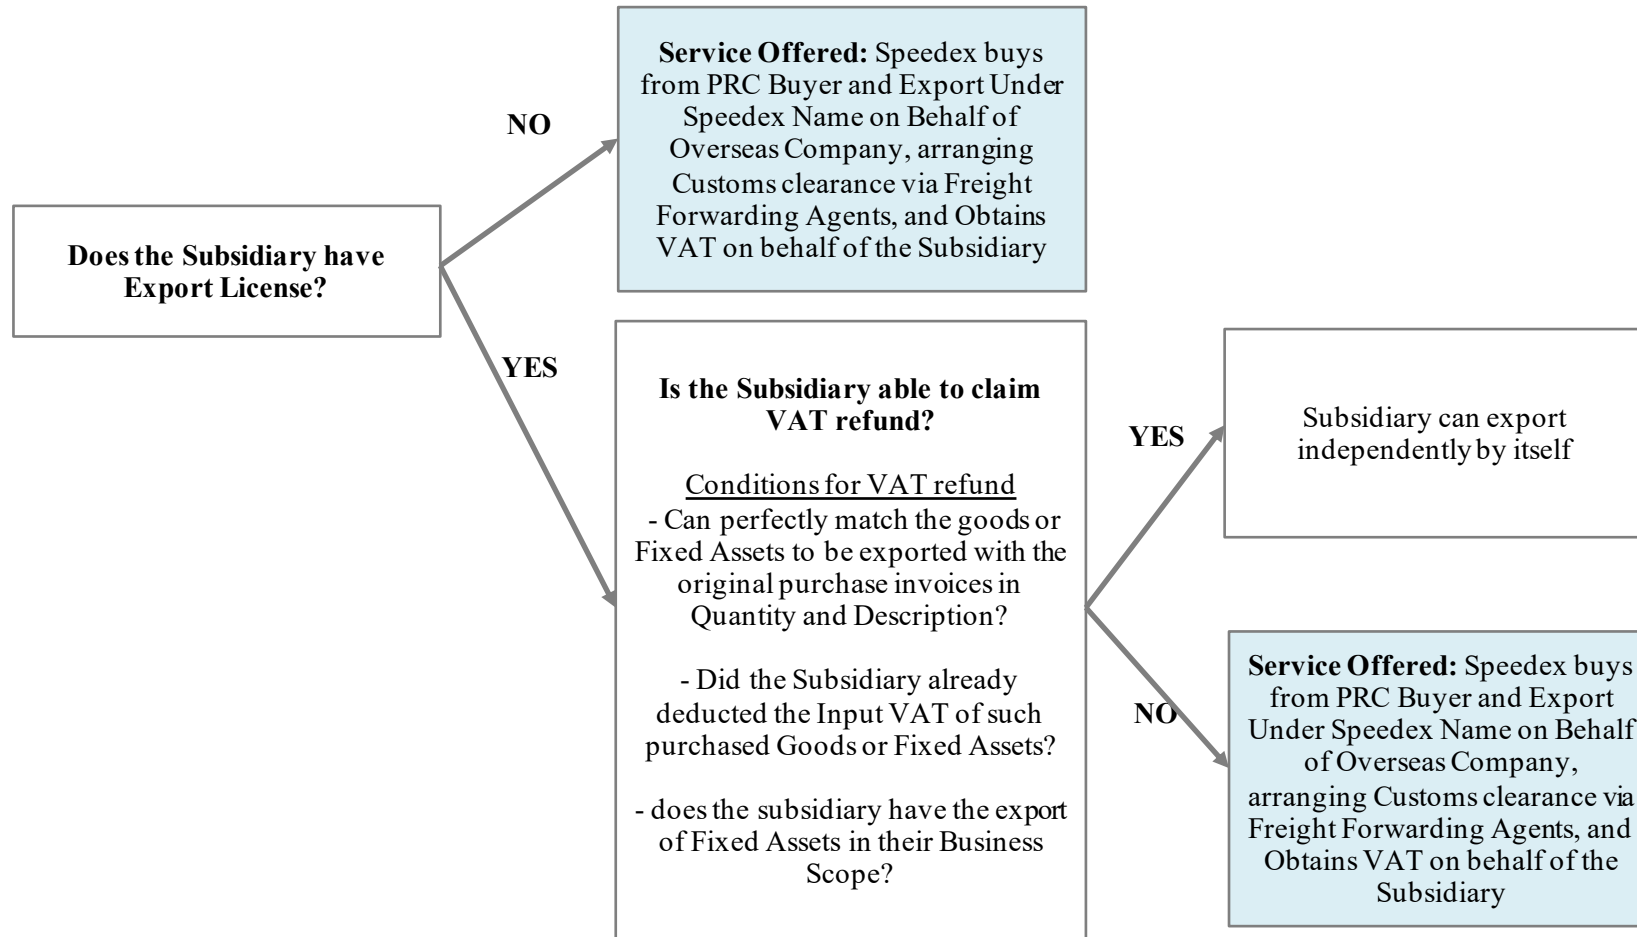 Does the Subsidiary have
Export License?
NO
Service Offered: Speedex buys
from PRC Buyer and Export Under
Speedex Name on Behalf of
Overseas Company, arranging
Customs clearance via Freight
Forwarding Agents, and Obtains
VAT on behalf of the Subsidiary
YES
Is the Subsidiary able to claim
VAT refund?
Conditions for VAT refund
- Can perfectly match the goods or
Fixed Assets to be exported with the
original purchase invoices in
Quantity and Description?
- Did the Subsidiary already
deducted the Input VAT of such
purchased Goods or Fixed Assets?
- does the subsidiary have the export
of Fixed Assets in their Business
Scope?
YES
Subsidiary can export
independently by itself
NO
Service Offered: Speedex buys
from PRC Buyer and Export
Under Speedex Name on Behalf
of Overseas Company,
arranging Customs clearance via
Freight Forwarding Agents, and
Obtains VAT on behalf of the
Subsidiary